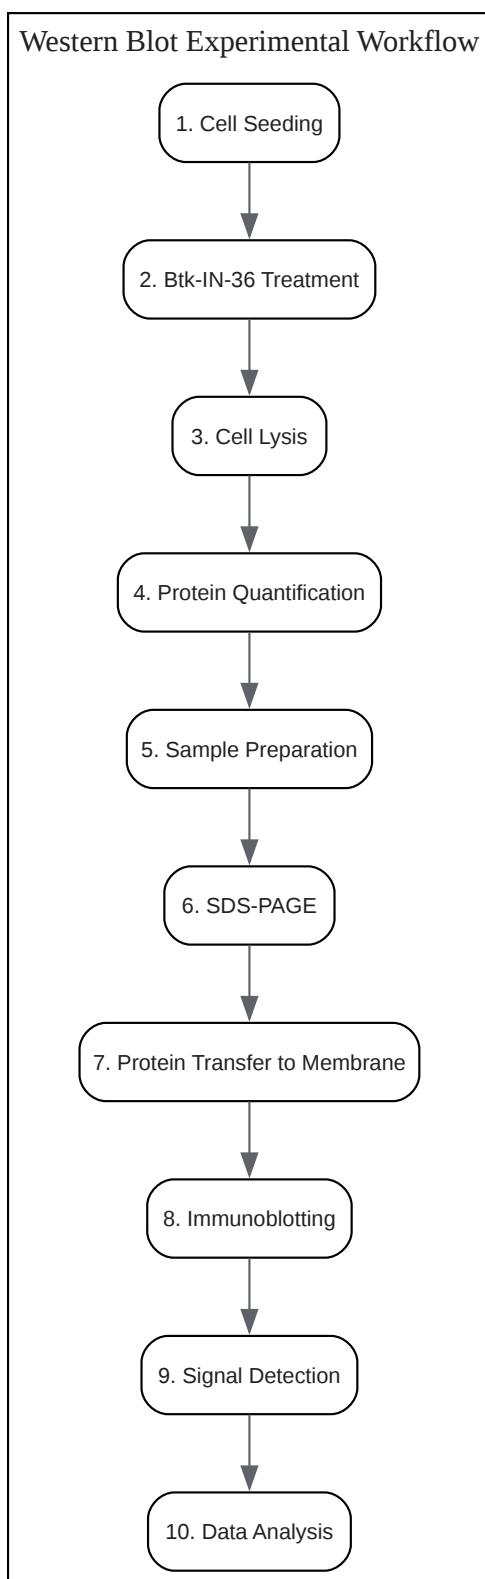 Western Blot Experimental Workflow
1. Cell Seeding
2. Btk-IN-36 Treatment
3. Cell Lysis
4. Protein Quantification
5. Sample Preparation
6. SDS-PAGE
7. Protein Transfer to Membrane
8. Immunoblotting
9. Signal Detection
10. Data Analysis